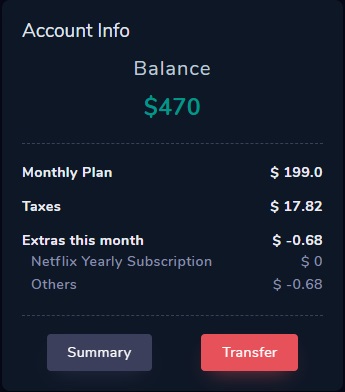 Account Info
Balance
$470
Monthly Plan $ 199.0
Taxes $ 17.82
Extras this month $ -0.68
Netflix Yearly Subscription $ 0
Others $ -0.68
Summary Transfer